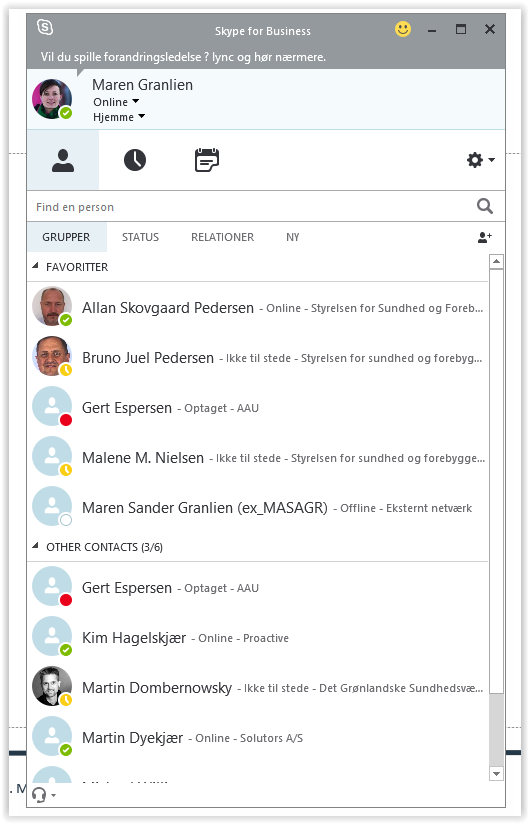 Skype for Business
Vil du spille forandringsledelse ? lync og hør nærmere.
Maren Granlien
Online
Hjemme
Find en person
GRUPPER STATUS RELATIONER NY
FAVORITTER
Allan Skovgaard Pedersen - Online - Styrelsen for Sundhed og Foreb...
Bruno Juel Pedersen - Ikke til stede - Styrelsen for sundhed og forebyg...
Gert Espersen - Optaget - AAU
Malene M. Nielsen - Ikke til stede - Styrelsen for sundhed og forebygge...
Maren Sander Granlien (ex_MASAGR) - Offline - Eksternt netværk
OTHER CONTACTS (3/6)
Gert Espersen - Optaget - AAU
Kim Hagelskjær - Online - Proactive
Martin Dombernowsky - Ikke til stede - Det Grønlandske Sundhedsvæ...
Martin Dyekjær - Online - Solutors A/S
. M